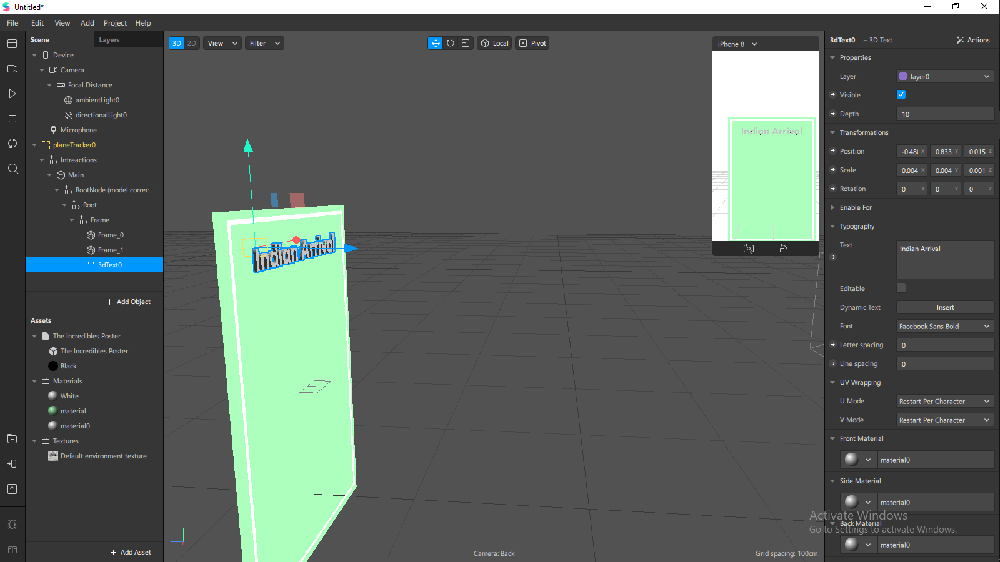 Untitled*
File Edit View Add Project Help
Scene Layers
Device
Camera
Focal Distance
ambientLight0
directionalLight0
Microphone
planeTracker0
Intreactions
Main
RootNode (model correc...
Root
Frame
Frame_0
Frame_1
3dText0
+ Add Object
Assets
The Incredibles Poster
The Incredibles Poster
Black
Materials
White
material
material0
Textures
Default environment texture
+ Add Asset
3D 2D View Filter
Local Pivot
Indian Arrival
Camera: Back
Grid spacing: 100cm
iPhone 8
Indian Arrival
3dText0 – 3D Text Actions
Properties
Layer layer0
Visible
Depth 10
Transformations
Position -0.48 X 0.833 Y 0.015 Z
Scale 0.004 X 0.004 Y 0.001 Z
Rotation 0 X 0 Y 0 Z
Enable For
Typography
Text Indian Arrival
Editable
Dynamic Text Insert
Font Facebook Sans Bold
Letter spacing 0
Line spacing 0
UV Wrapping
U Mode Restart Per Character
V Mode Restart Per Character
Front Material
material0
Side Material
material0
Back Material
material0
Activate Windows
Go to Settings to activate Windows.